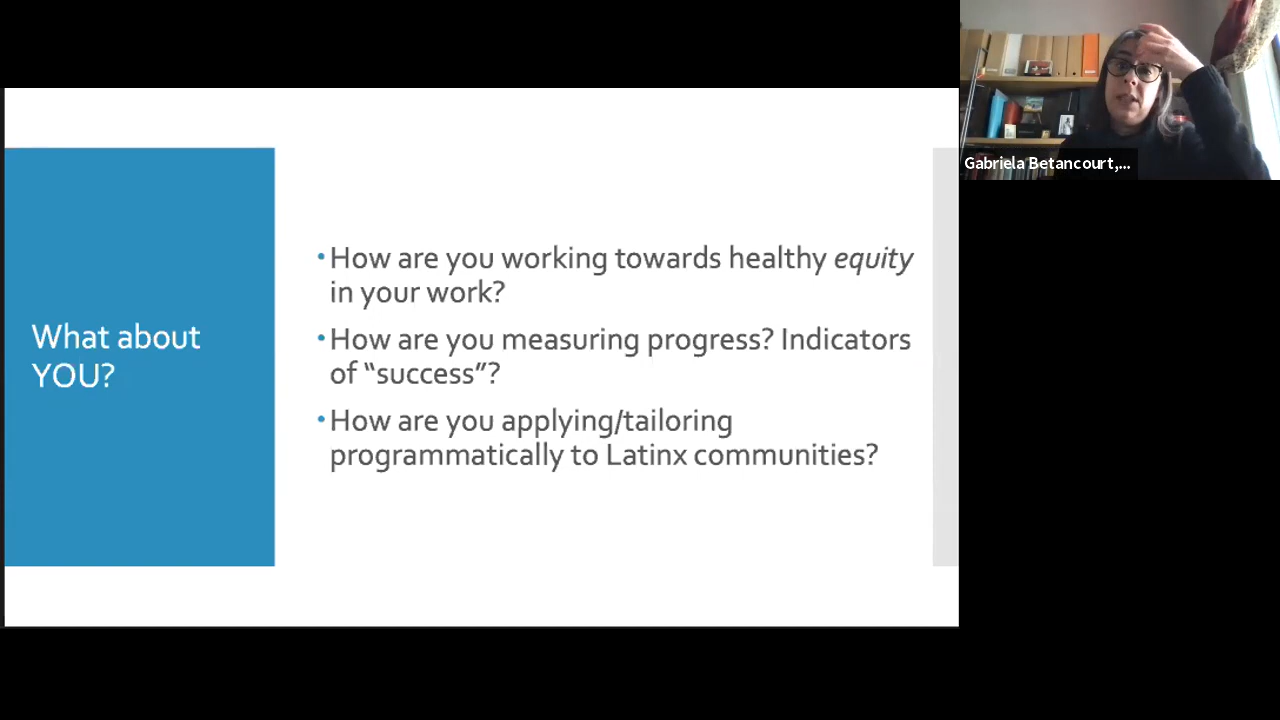 Gabriela Betancourt,...
What about
YOU?
•How are you working towards healthy equity
in your work?
•How are you measuring progress? Indicators
of “success”?
•How are you applying/tailoring
programmatically to Latinx communities?